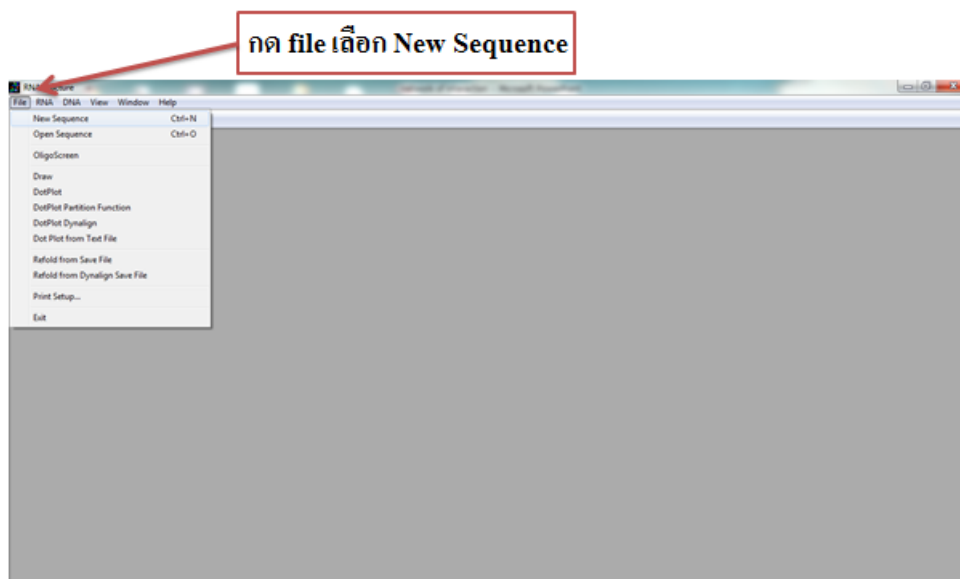 กด file เลือก New Sequence
File RNA DNA View Window Help
New Sequence Ctrl+N
Open Sequence Ctrl+O
OligoScreen
Draw
DotPlot
DotPlot Partition Function
DotPlot Dynalign
Dot Plot from Text File
Refold from Save File
Refold from Dynalign Save File
Print Setup...
Exit